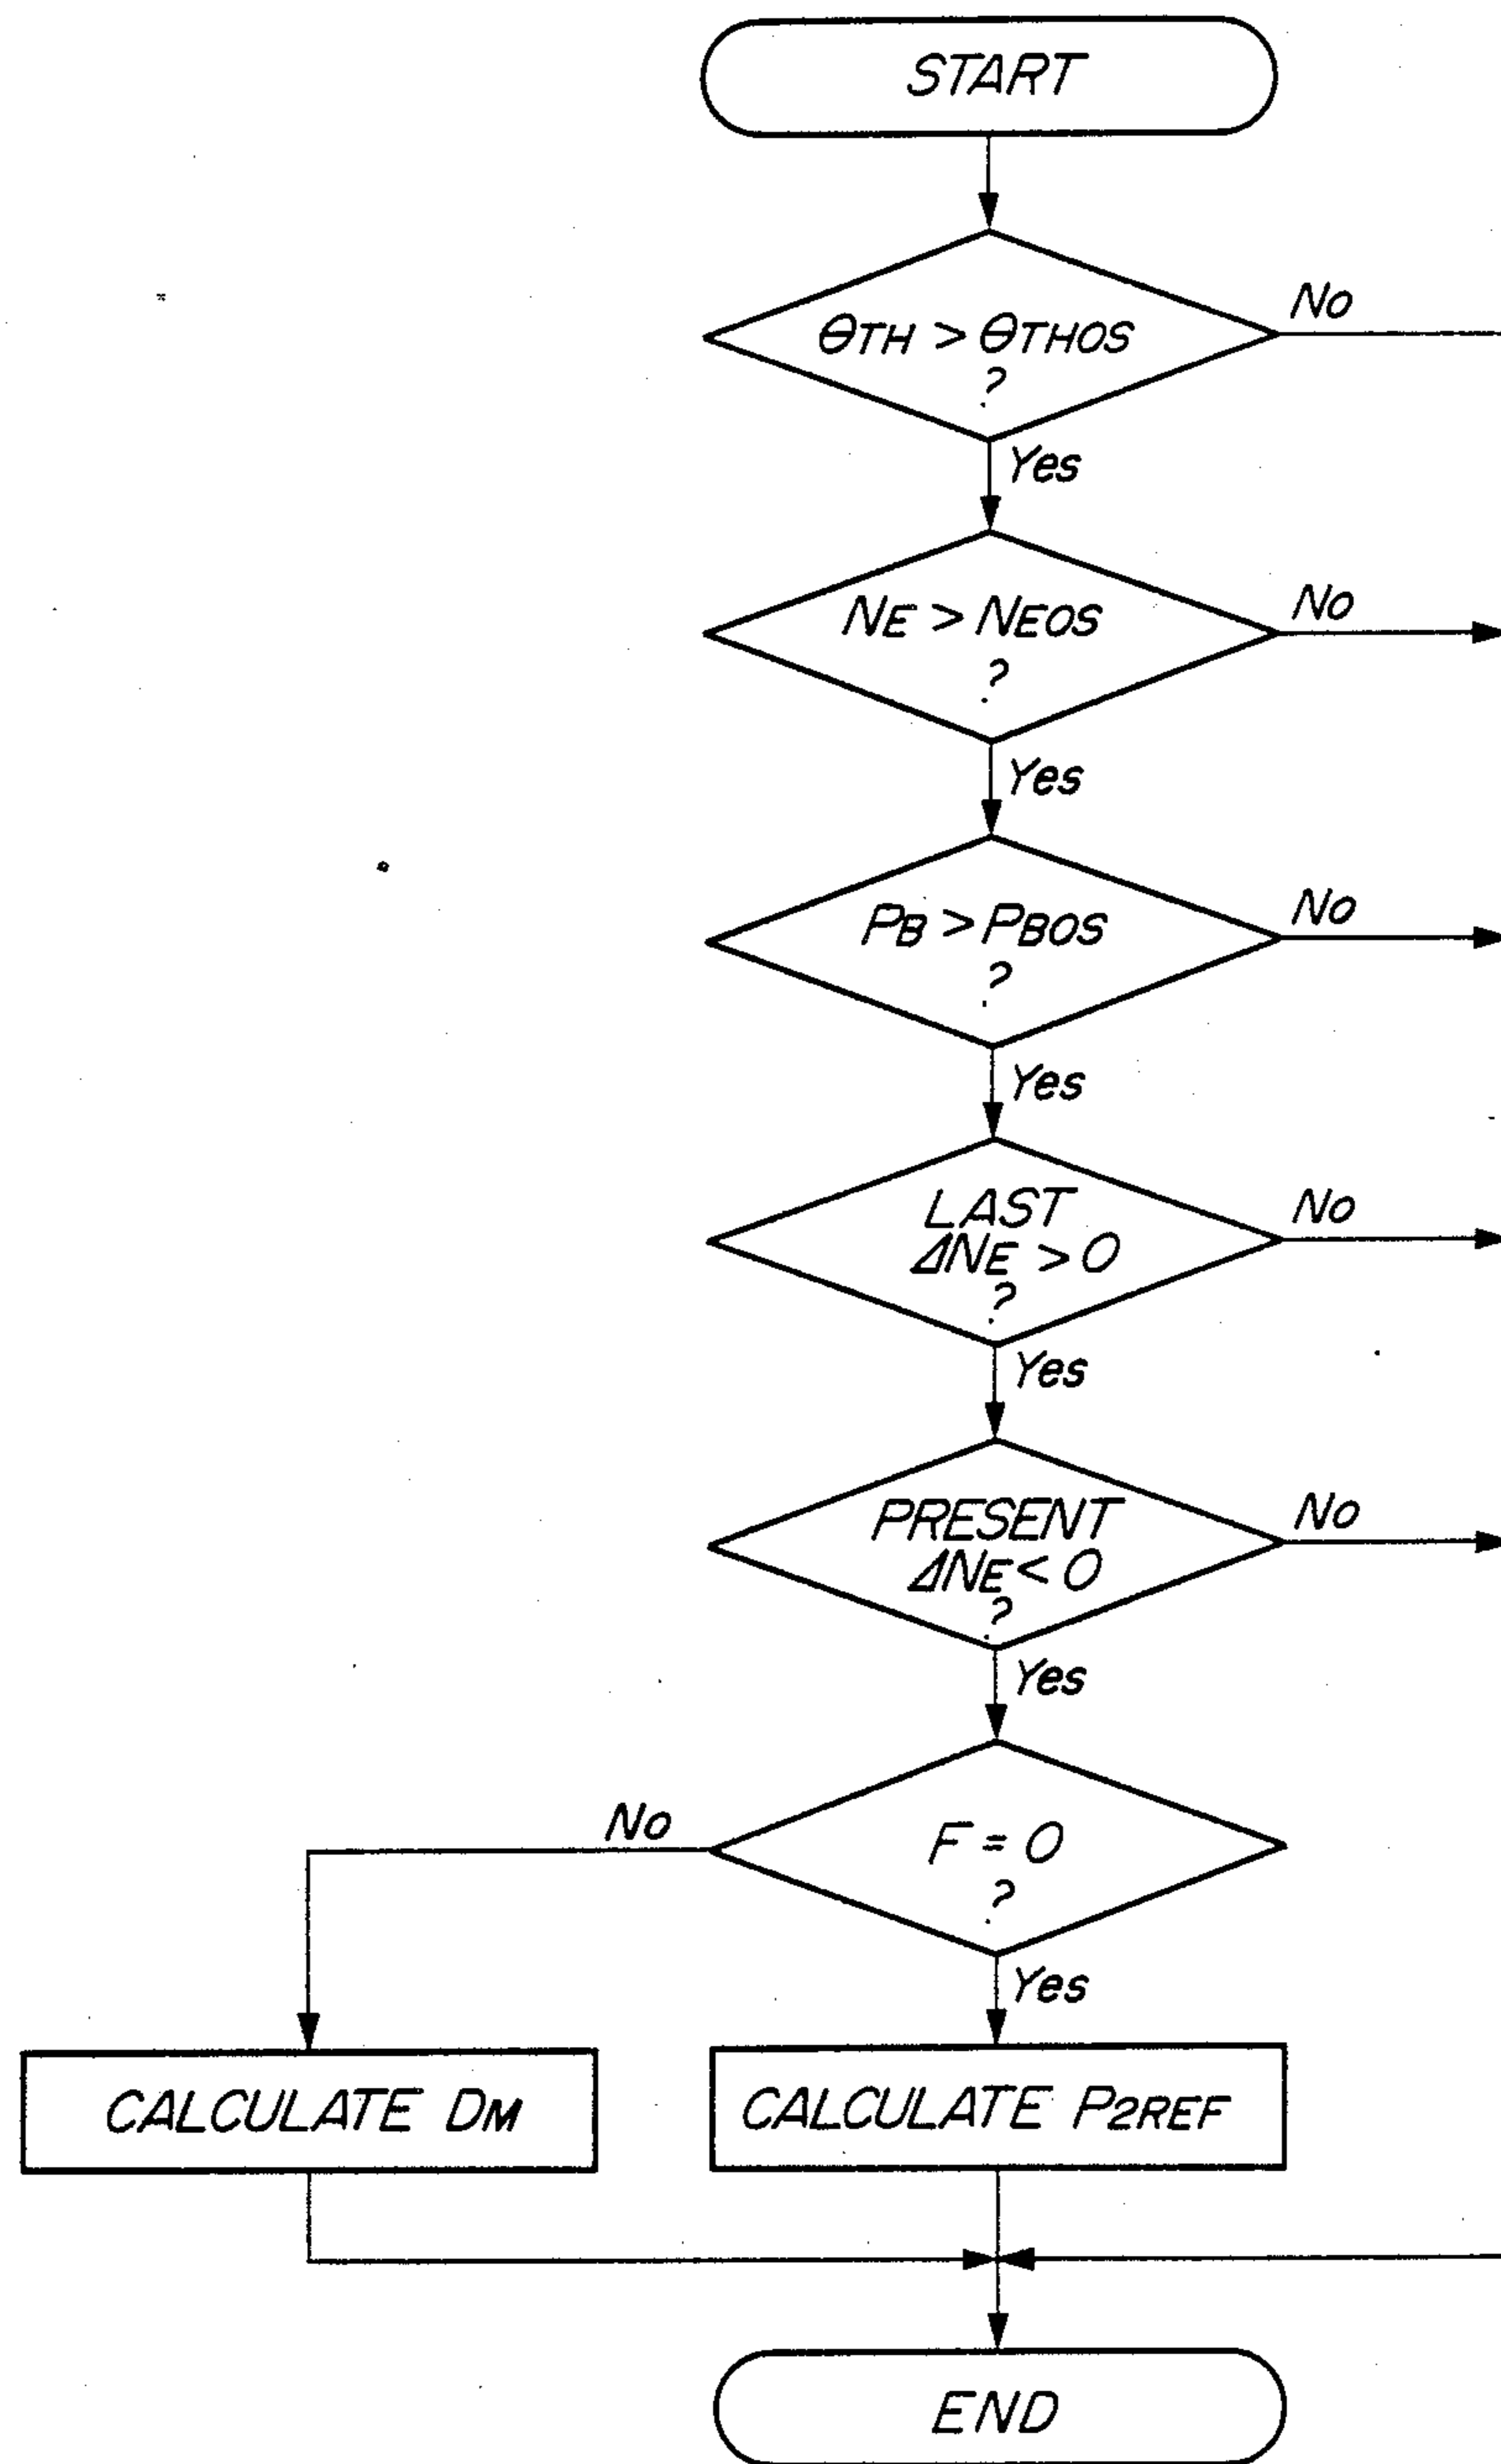 START
θTH > θTHOS
?
No
Yes
NE > NEOS
?
No
Yes
PB > PBOS
?
No
Yes
LAST
ΔNE > 0
?
No
Yes
PRESENT
ΔNE < 0
?
No
Yes
F = 0
?
No
Yes
CALCULATE DM
CALCULATE P2REF
END